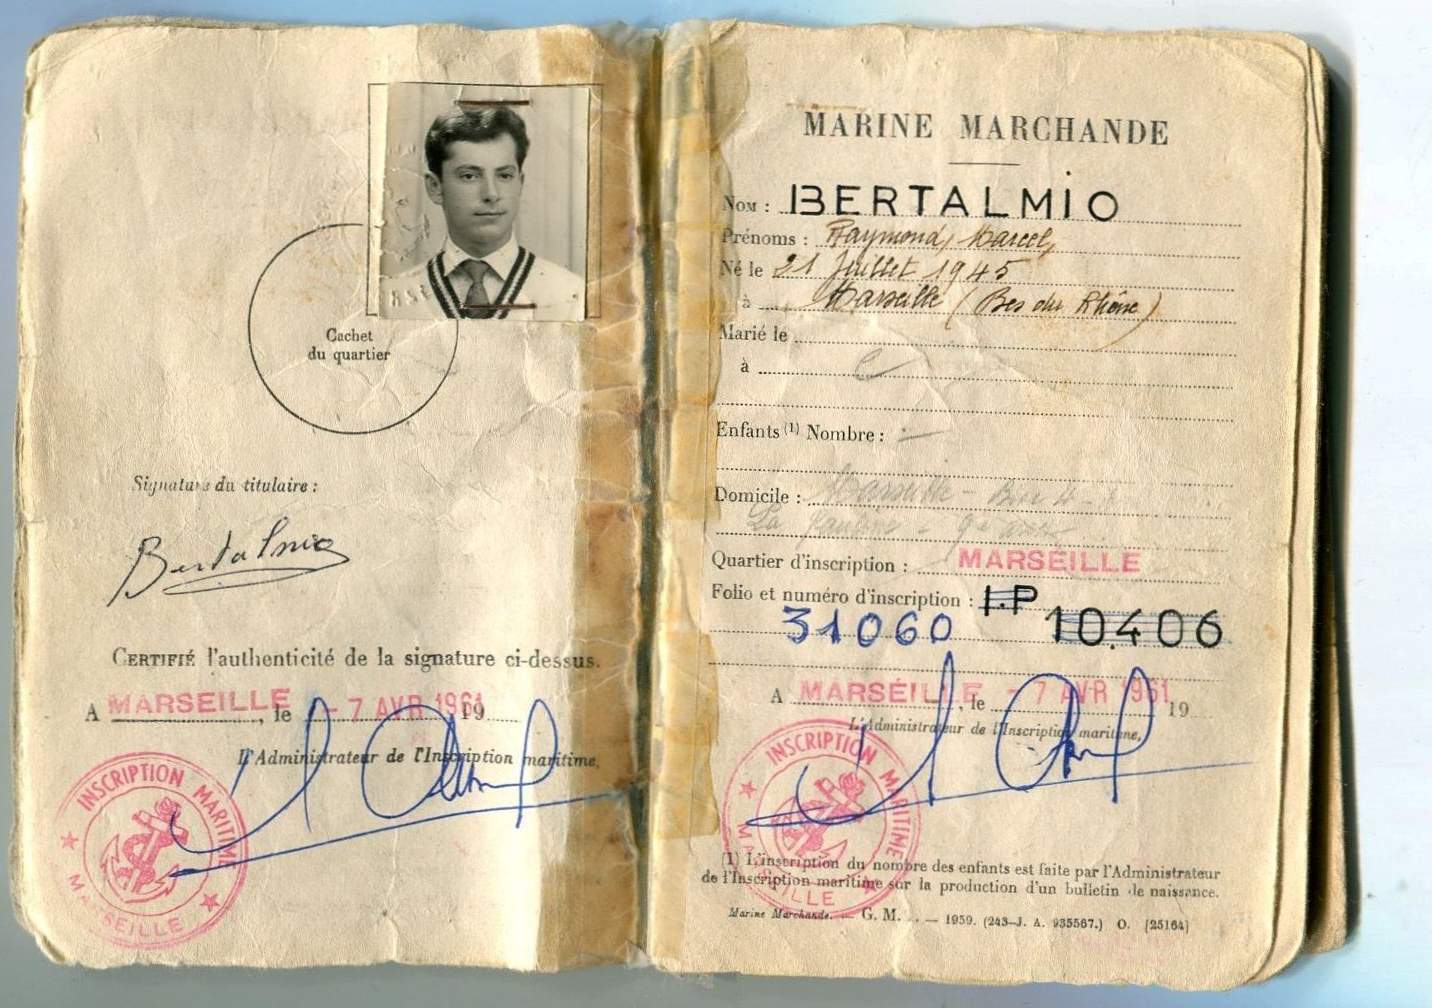 Cachet
du quartier
Signature du titulaire :
Bertalmio
CERTIFIÉ l'authenticité de la signature ci-dessus.
A MARSEILLE, le - 7 AVR 1961 19
L'Administrateur de l'Inscription maritime,
INSCRIPTION MARITIME
MARSEILLE
MARINE MARCHANDE
NOM : BERTALMIO
Prénoms : Raymond, Marcel,
Né le 21 Juillet 1945
à Marseille (Bes du Rhône)
Marié le
à
Enfants (1) Nombre : -
Domicile : Marseille -
La
Quartier d'inscription : MARSEILLE
Folio et numéro d'inscription : I.P
31060 10.406
A MARSEILLE, le - 7 AVR 1961 19
L'Administrateur de l'Inscription maritime,
INSCRIPTION MARITIME
MARSEILLE
(1) L'inscription du nombre des enfants est faite par l'Administrateur
de l'Inscription maritime sur la production d'un bulletin de naissance.
Marine Marchande. — G. M. — 1959. (243-J. A. 935567.) O. (25164)